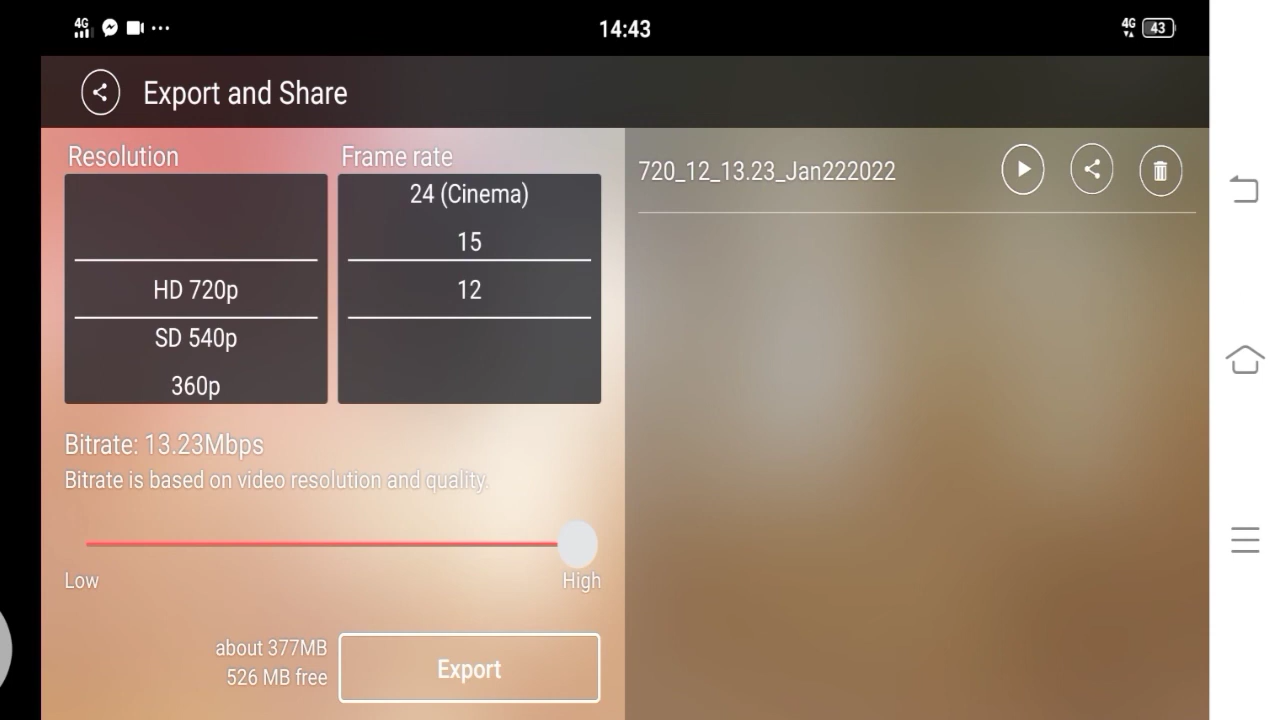 4G
14:43
4G
43
Export and Share
Resolution
Frame rate
HD 720p
SD 540p
360p
24 (Cinema)
15
12
Bitrate: 13.23Mbps
Bitrate is based on video resolution and quality.
Low
High
about 377MB
526 MB free
Export
720_12_13.23_Jan222022